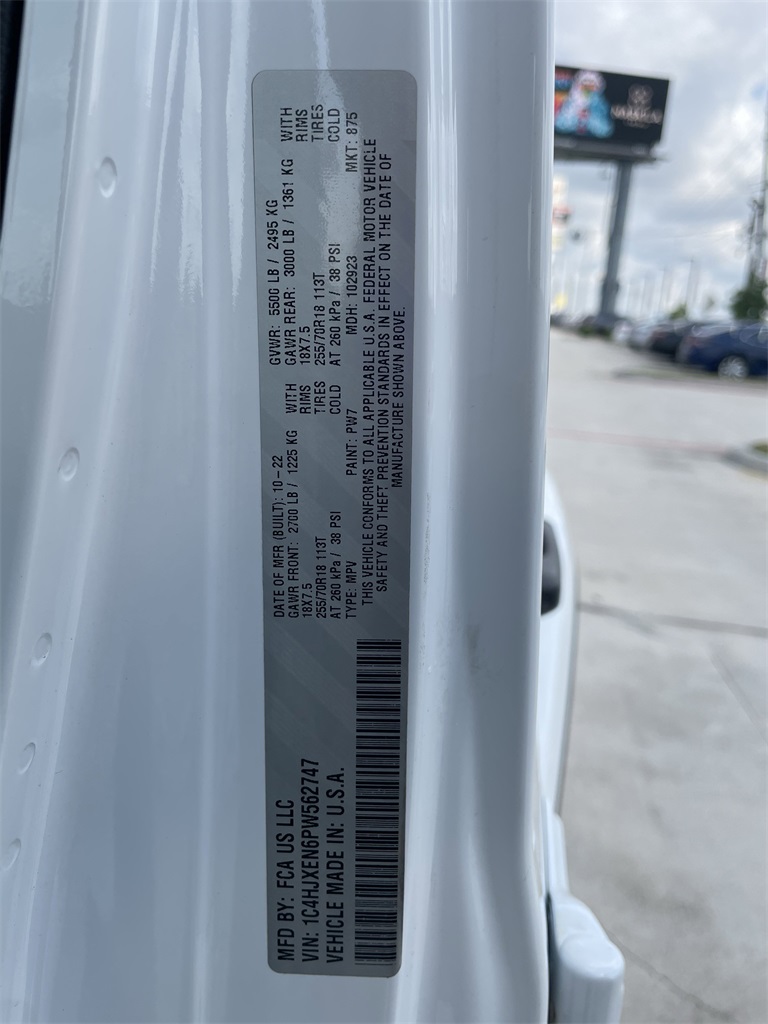 MFD BY: FCA US LLC
VIN: 1C4HJXEN6PW562747
VEHICLE MADE IN: U.S.A.
DATE OF MFR (BUILT): 10-22 GVWR: 5500 LB / 2495 KG
GAWR FRONT: 2700 LB / 1225 KG WITH GAWR REAR: 3000 LB / 1361 KG WITH
18X7.5 RIMS 18X7.5 RIMS
255/70R18 113T TIRES 255/70R18 113T TIRES
AT 260 kPa / 38 PSI COLD AT 260 kPa / 38 PSI COLD
TYPE: MPV PAINT: PW7 MDH: 102923 MKT: 875
THIS VEHICLE CONFORMS TO ALL APPLICABLE U.S.A. FEDERAL MOTOR VEHICLE
SAFETY AND THEFT PREVENTION STANDARDS IN EFFECT ON THE DATE OF
MANUFACTURE SHOWN ABOVE.